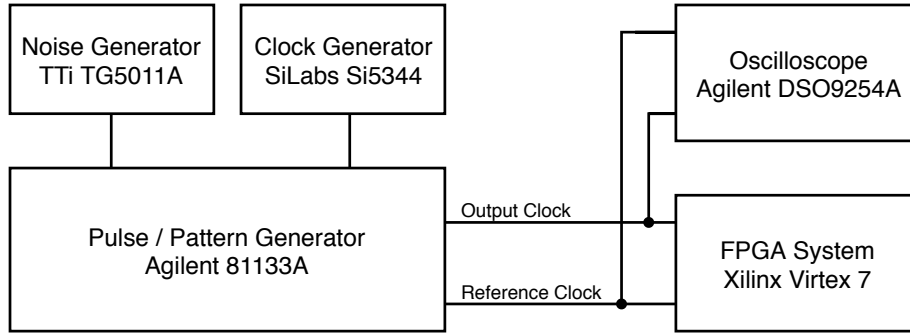 Noise Generator
TTi TG5011A
Clock Generator
SiLabs Si5344
Oscilloscope
Agilent DSO9254A
Pulse / Pattern Generator
Agilent 81133A
Output Clock
Reference Clock
FPGA System
Xilinx Virtex 7